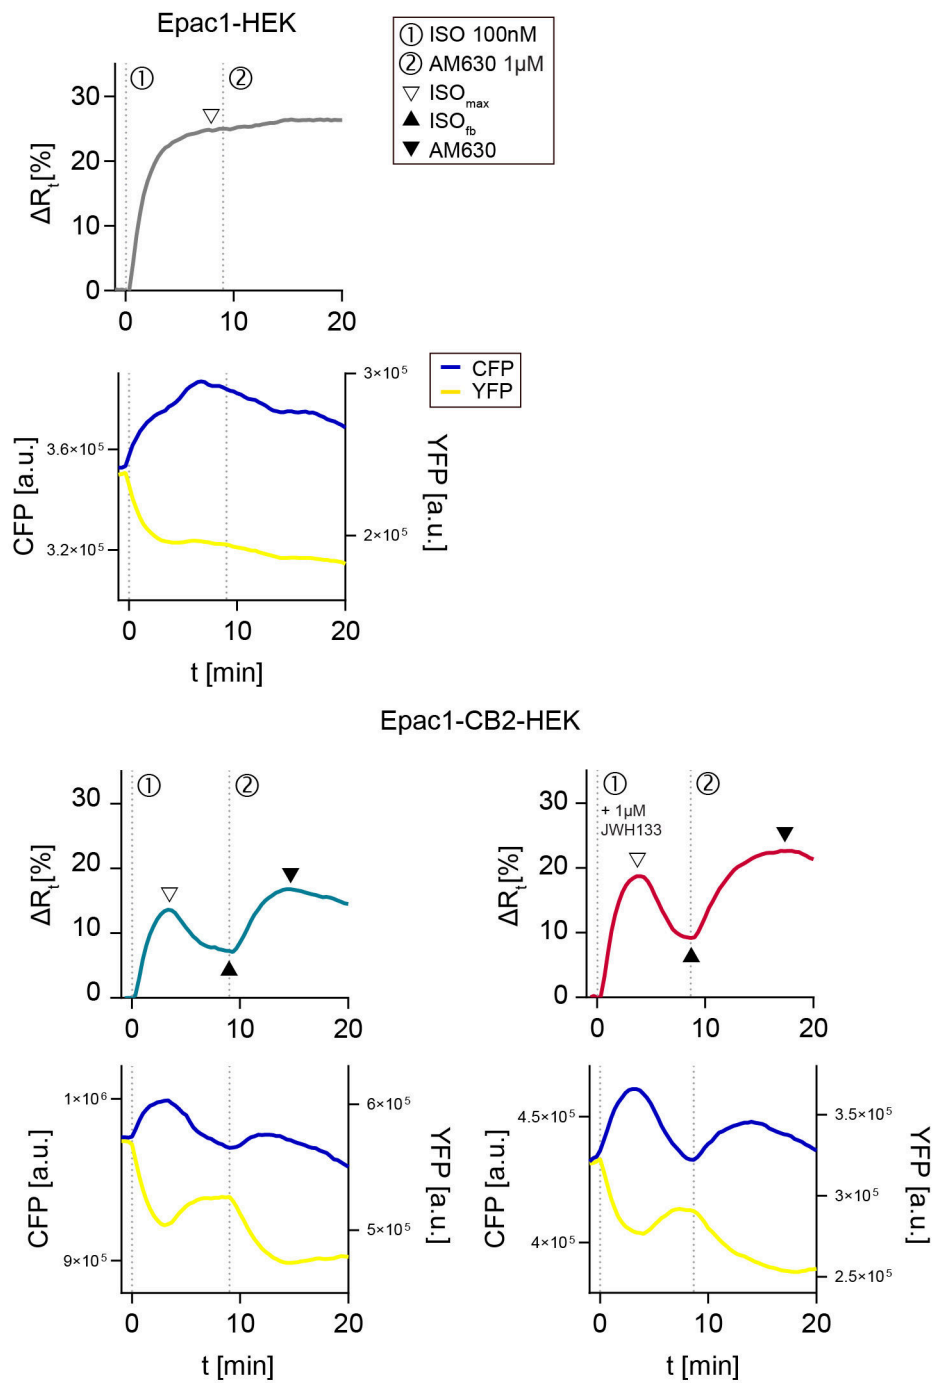 Epac1-HEK
① ISO 100nM
② AM630 1µM
▽ ISOmax
▲ ISOfb
▼ AM630
① ②
30
20
10
0
ΔRt[%]
0 10 20
CFP
YFP
3×10⁵
3.6×10⁵
2×10⁵
3.2×10⁵
CFP [a.u.]
YFP [a.u.]
0 10 20
t [min]
Epac1-CB2-HEK
① ②
30
20
10
0
ΔRt[%]
0 10 20
① ②
+ 1µM
JWH133
30
20
10
0
ΔRt[%]
0 10 20
1×10⁶
6×10⁵
5×10⁵
9×10⁵
CFP [a.u.]
YFP [a.u.]
0 10 20
t [min]
4.5×10⁵
3.5×10⁵
3×10⁵
4×10⁵
2.5×10⁵
CFP [a.u.]
YFP [a.u.]
0 10 20
t [min]